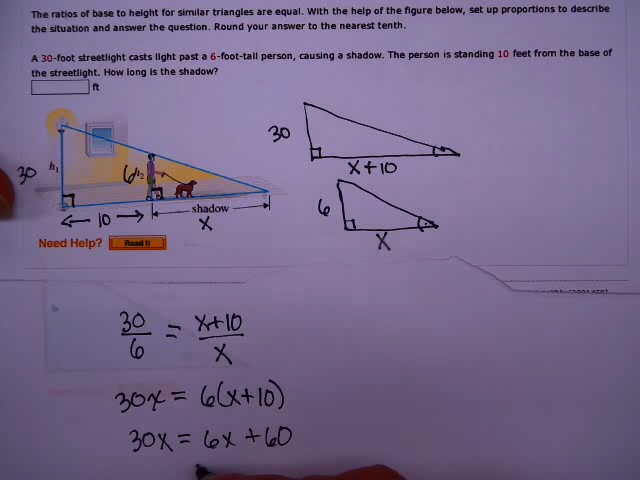 The ratios of base to height for similar triangles are equal. With the help of the figure below, set up proportions to describe
the situation and answer the question. Round your answer to the nearest tenth.
A 30-foot streetlight casts light past a 6-foot-tall person, causing a shadow. The person is standing 10 feet from the base of
the streetlight. How long is the shadow?
ft
30 h₁
6 h₂
10
shadow
x
30
x+10
6
x
Need Help? Read It
30/6 = x+10/x
30x = 6(x+10)
30x = 6x + 60